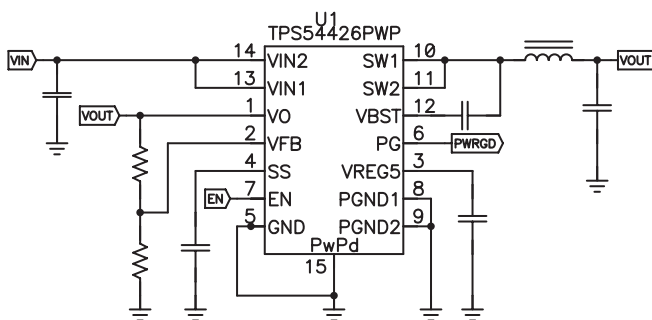 U1
TPS54426PWP
VIN
14 VIN2 SW1 10
13 VIN1 SW2 11
VOUT
VOUT
1 VO VBST 12
2 VFB PG 6
PWRGD
4 SS VREG5 3
EN
7 EN PGND1 8
5 GND PGND2 9
PwPd
15